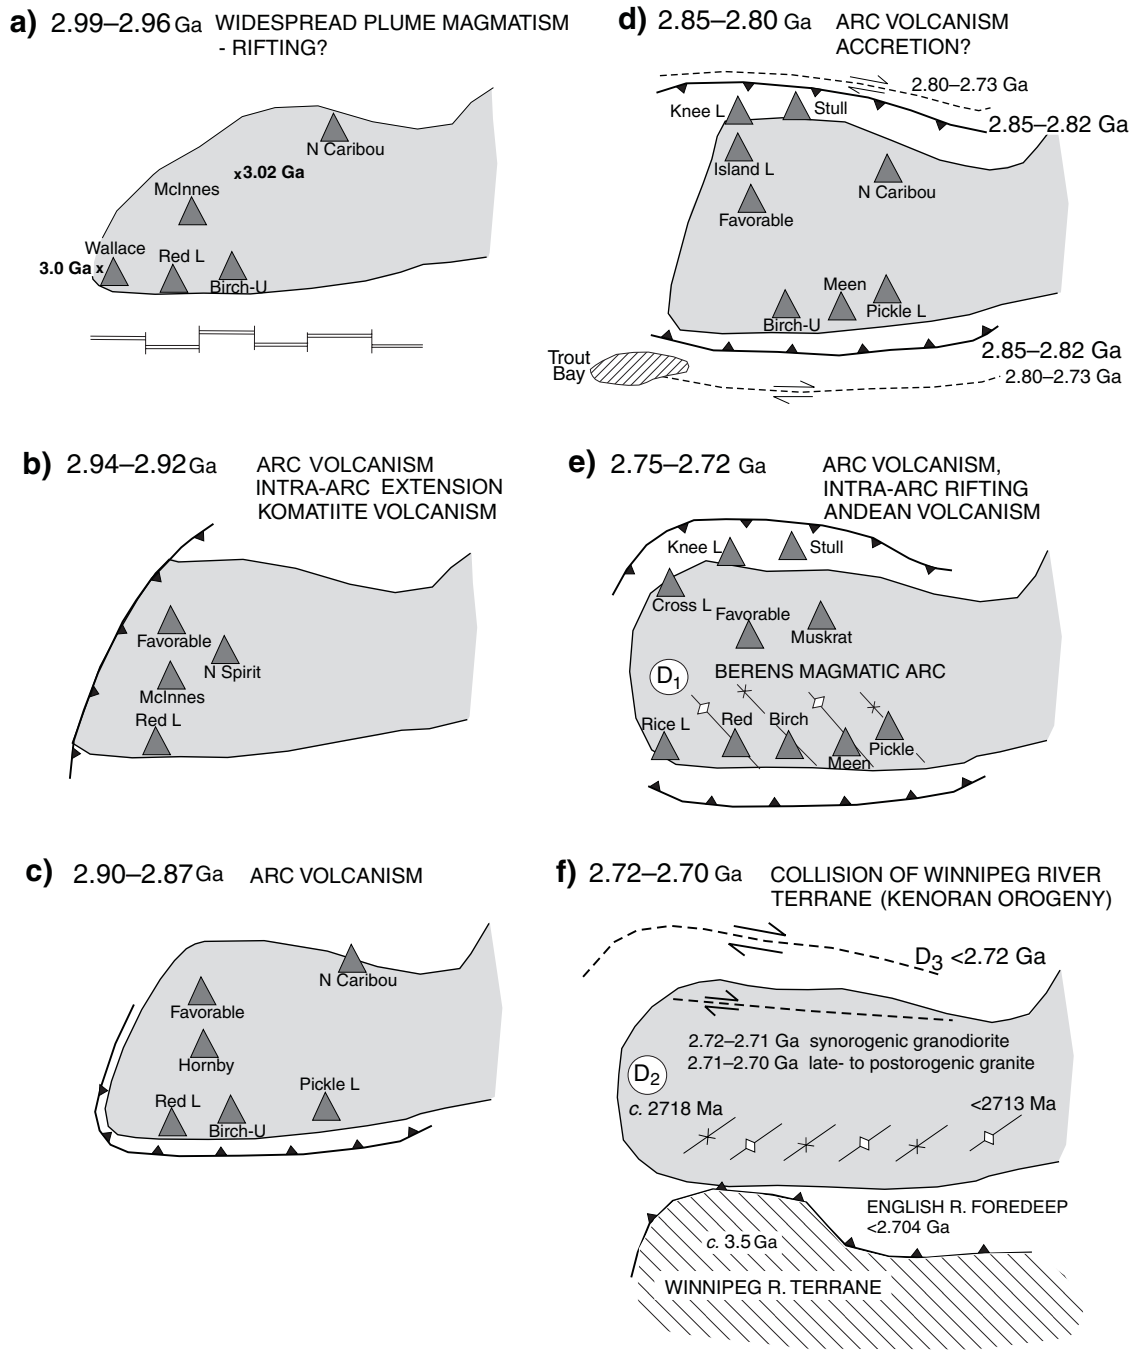 a) 2.99–2.96 Ga WIDESPREAD PLUME MAGMATISM
- RIFTING?
N Caribou
x3.02 Ga
McInnes
Wallace
Red L
3.0 Ga x
Birch-U
b) 2.94–2.92 Ga ARC VOLCANISM
INTRA-ARC EXTENSION
KOMATIITE VOLCANISM
Favorable
N Spirit
McInnes
Red L
c) 2.90–2.87 Ga ARC VOLCANISM
N Caribou
Favorable
Hornby
Pickle L
Red L
Birch-U
d) 2.85–2.80 Ga ARC VOLCANISM
ACCRETION?
2.80–2.73 Ga
Knee L
Stull
2.85–2.82 Ga
Island L
N Caribou
Favorable
Meen
Pickle L
Birch-U
2.85–2.82 Ga
Trout
Bay
2.80–2.73 Ga
e) 2.75–2.72 Ga ARC VOLCANISM,
INTRA-ARC RIFTING
ANDEAN VOLCANISM
Knee L
Stull
Cross L
Favorable
Muskrat
D1
BERENS MAGMATIC ARC
Rice L
Red
Birch
Pickle
Meen
f) 2.72–2.70 Ga COLLISION OF WINNIPEG RIVER
TERRANE (KENORAN OROGENY)
D3 <2.72 Ga
2.72–2.71 Ga synorogenic granodiorite
2.71–2.70 Ga late- to postorogenic granite
D2
c. 2718 Ma
<2713 Ma
ENGLISH R. FOREDEEP
<2.704 Ga
c. 3.5 Ga
WINNIPEG R. TERRANE